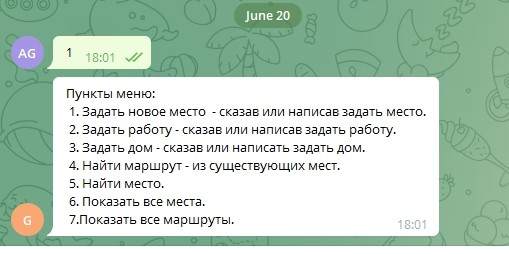 June 20
AG
1 18:01
Пункты меню:
1. Задать новое место - сказав или написав задать место.
2. Задать работу - сказав или написав задать работу.
3. Задать дом - сказав или написать задать дом.
4. Найти маршрут - из существующих мест.
5. Найти место.
6. Показать все места.
7.Показать все маршруты.
G
18:01